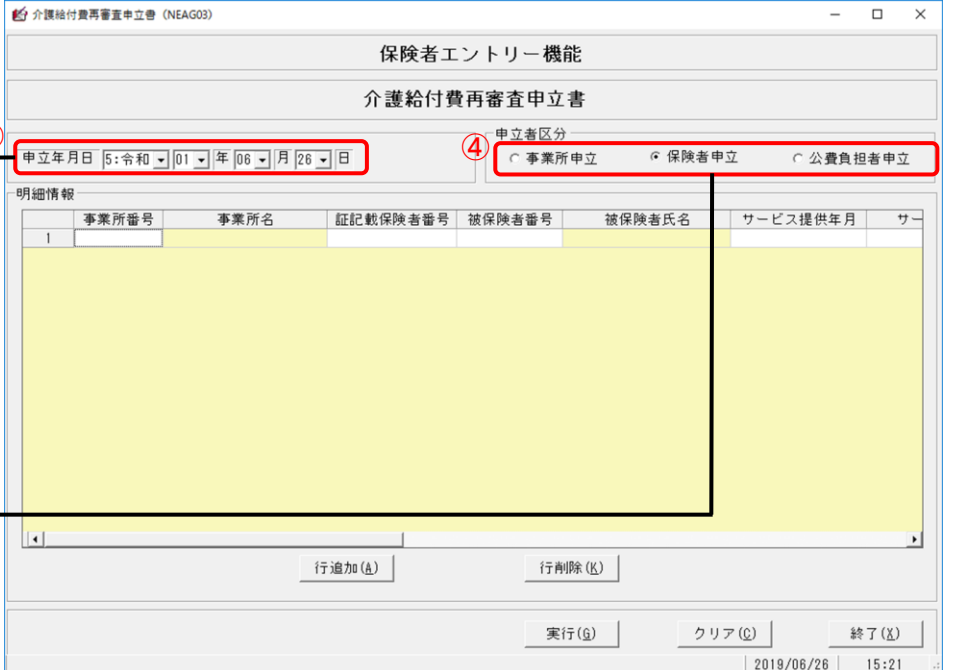 介護給付費再審査申立書 (NEAG03)
保険者エントリー機能
介護給付費再審査申立書
申立年月日 5:令和 01 年 06 月 26 日
申立者区分
④
事業所申立 保険者申立 公費負担者申立
明細情報
事業所番号 事業所名 証記載保険者番号 被保険者番号 被保険者氏名 サービス提供年月 サー
1
行追加(A) 行削除(K)
実行(G) クリア(C) 終了(X)
2019/06/26 15:21